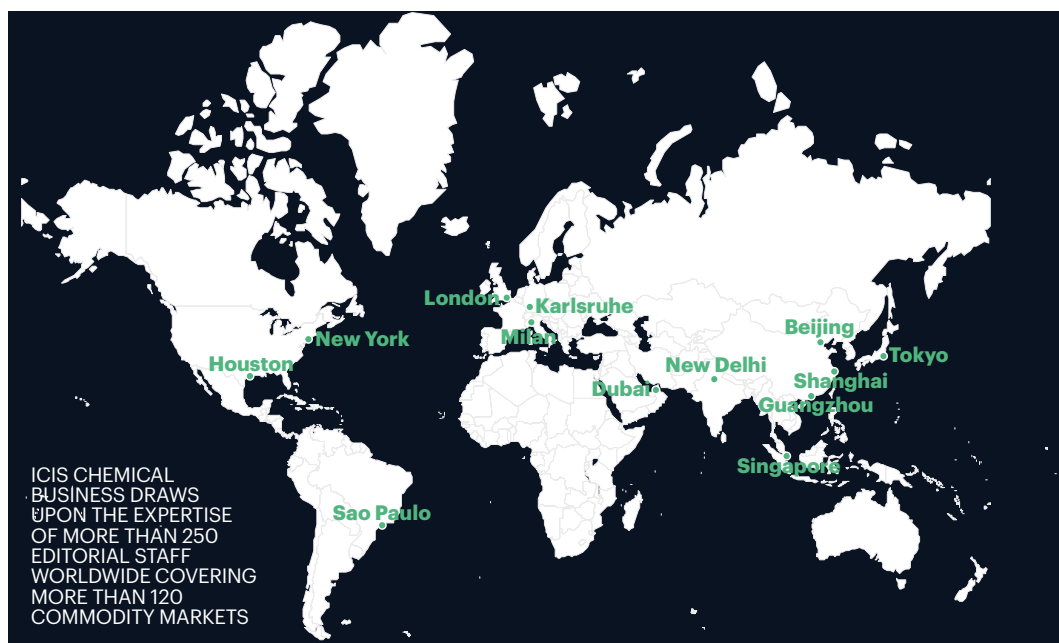 London
Karlsruhe
Milan
New York
Houston
Beijing
Tokyo
New Delhi
Shanghai
Dubai
Guangzhou
Singapore
Sao Paulo
ICIS CHEMICAL
BUSINESS DRAWS
UPON THE EXPERTISE
OF MORE THAN 250
EDITORIAL STAFF
WORLDWIDE COVERING
MORE THAN 120
COMMODITY MARKETS